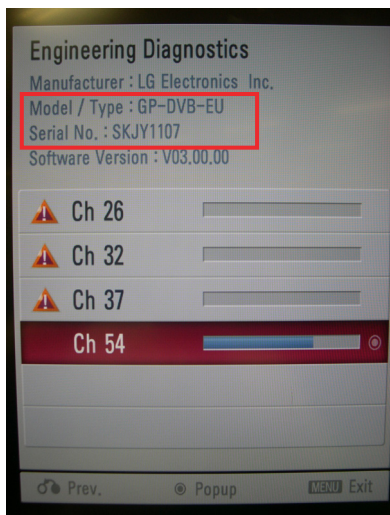 Engineering Diagnostics
Manufacturer : LG Electronics Inc.
Model / Type : GP-DVB-EU
Serial No. : SKJY1107
Software Version : V03.00.00
Ch 26
Ch 32
Ch 37
Ch 54
Prev.
Popup
MENU Exit